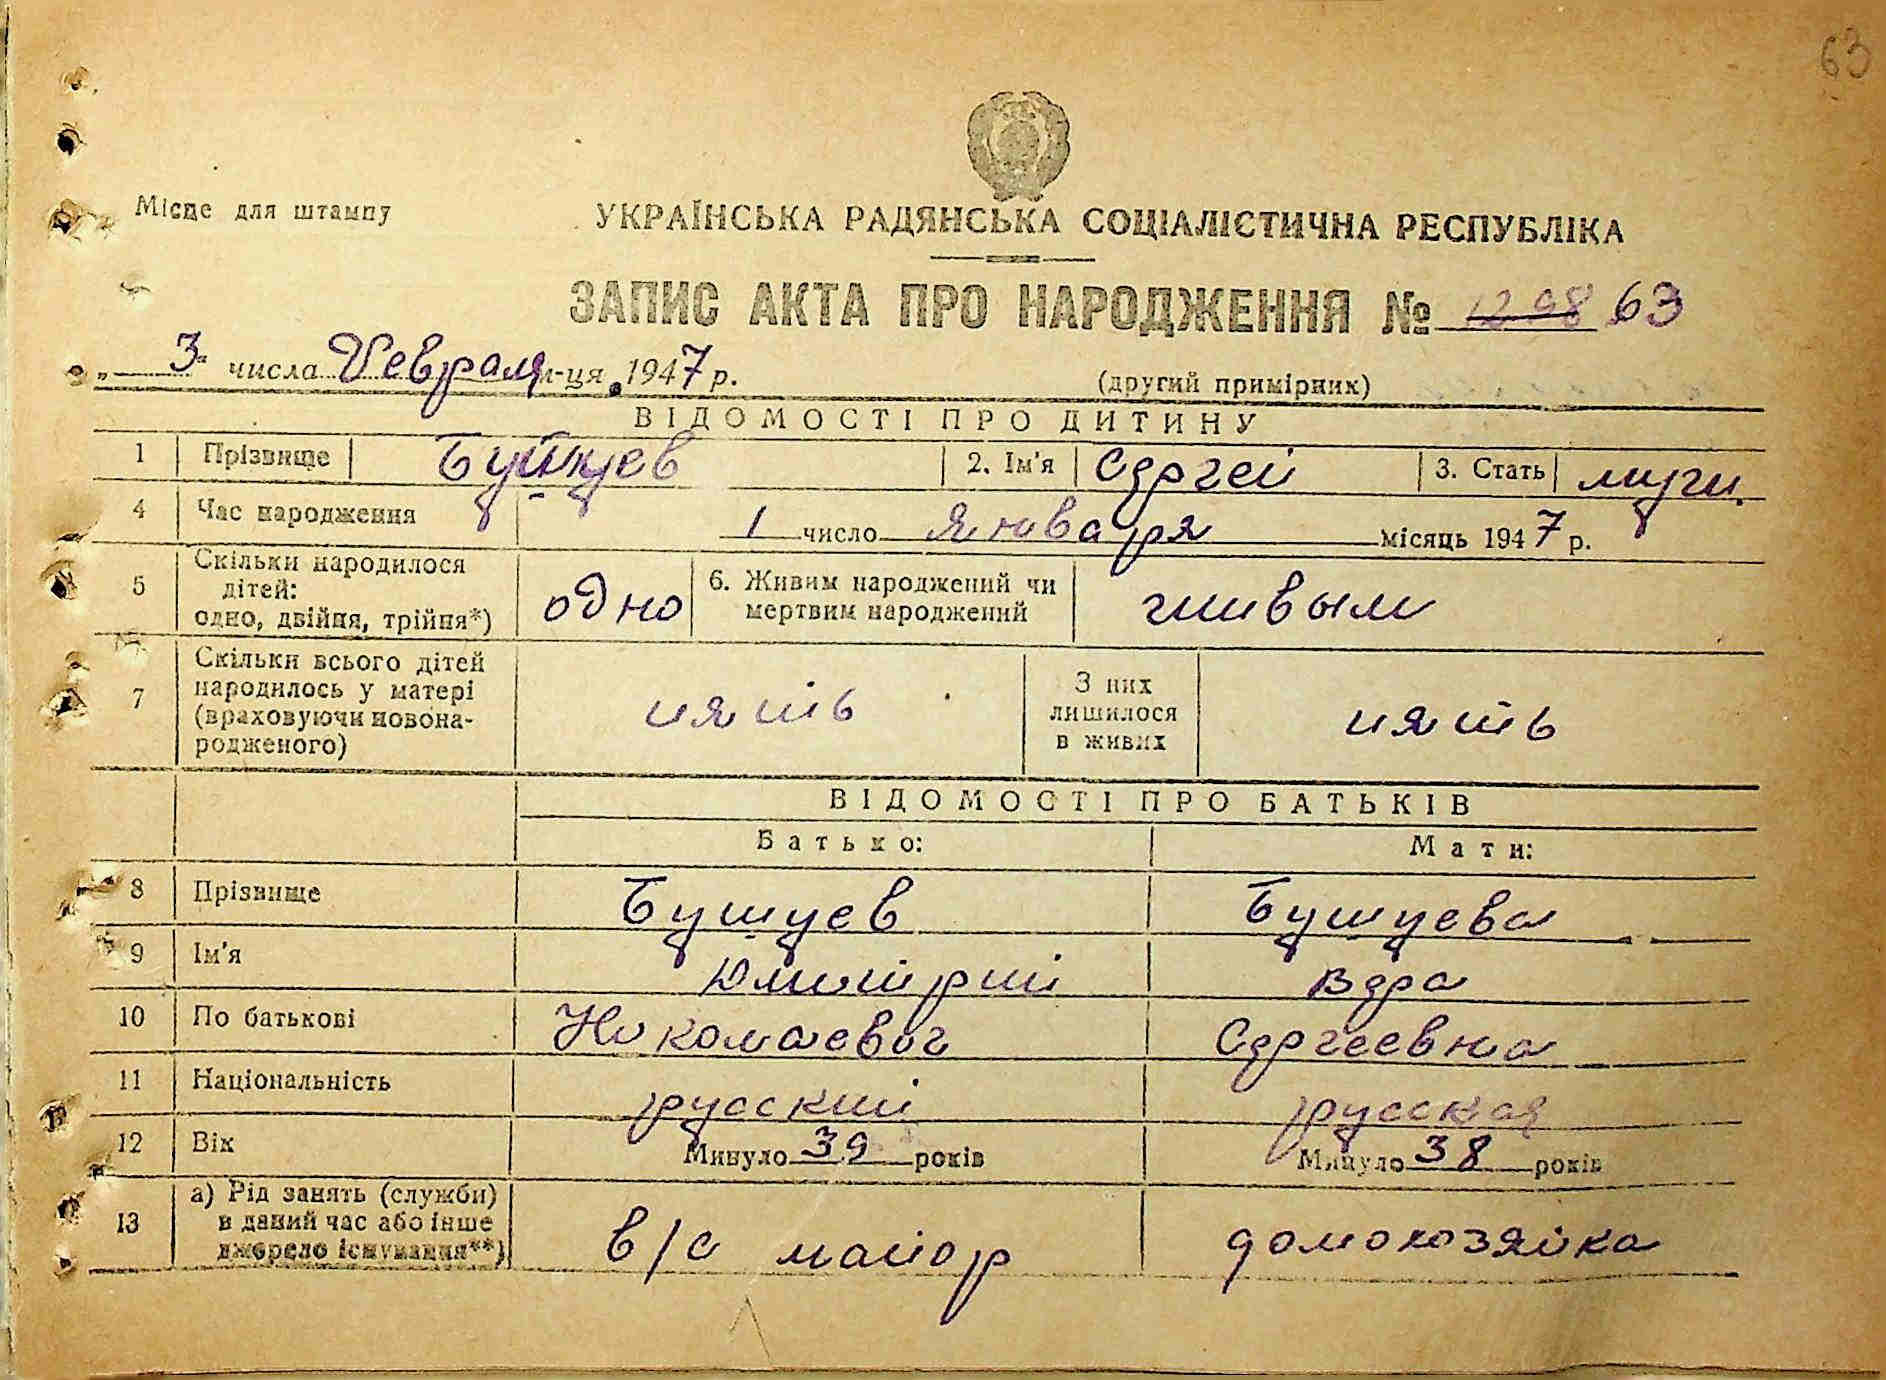 63
Місце для штампу
УКРАЇНСЬКА РАДЯНСЬКА СОЦІАЛІСТИЧНА РЕСПУБЛІКА
ЗАПИС АКТА ПРО НАРОДЖЕННЯ № 1298 63
„ 3 " числа Февраля м-ця 1947 р.
(другий примірник)
ВІДОМОСТІ ПРО ДИТИНУ
1 Прізвище Бушуев 2. Ім'я Сергей 3. Стать муж.
4 Час народження 1 число января місяць 1947 р.
5 Скільки народилося дітей: одно, двійня, трійня*) одно 6. Живим народжений чи мертвим народжений живым
7 Скільки всього дітей народилось у матері (враховуючи новонародженого) пять З них лишилося в живих пять
ВІДОМОСТІ ПРО БАТЬКІВ
Батько: Мати:
8 Прізвище Бушуев Бушуева
9 Ім'я Дмитрий Вера
10 По батькові Николаевич Сергеевна
11 Національність русский русская
12 Вік Минуло 39 років Минуло 38 років
13 а) Рід занять (служби) в даний час або інше джерело існування**) в/с майор домохозяйка